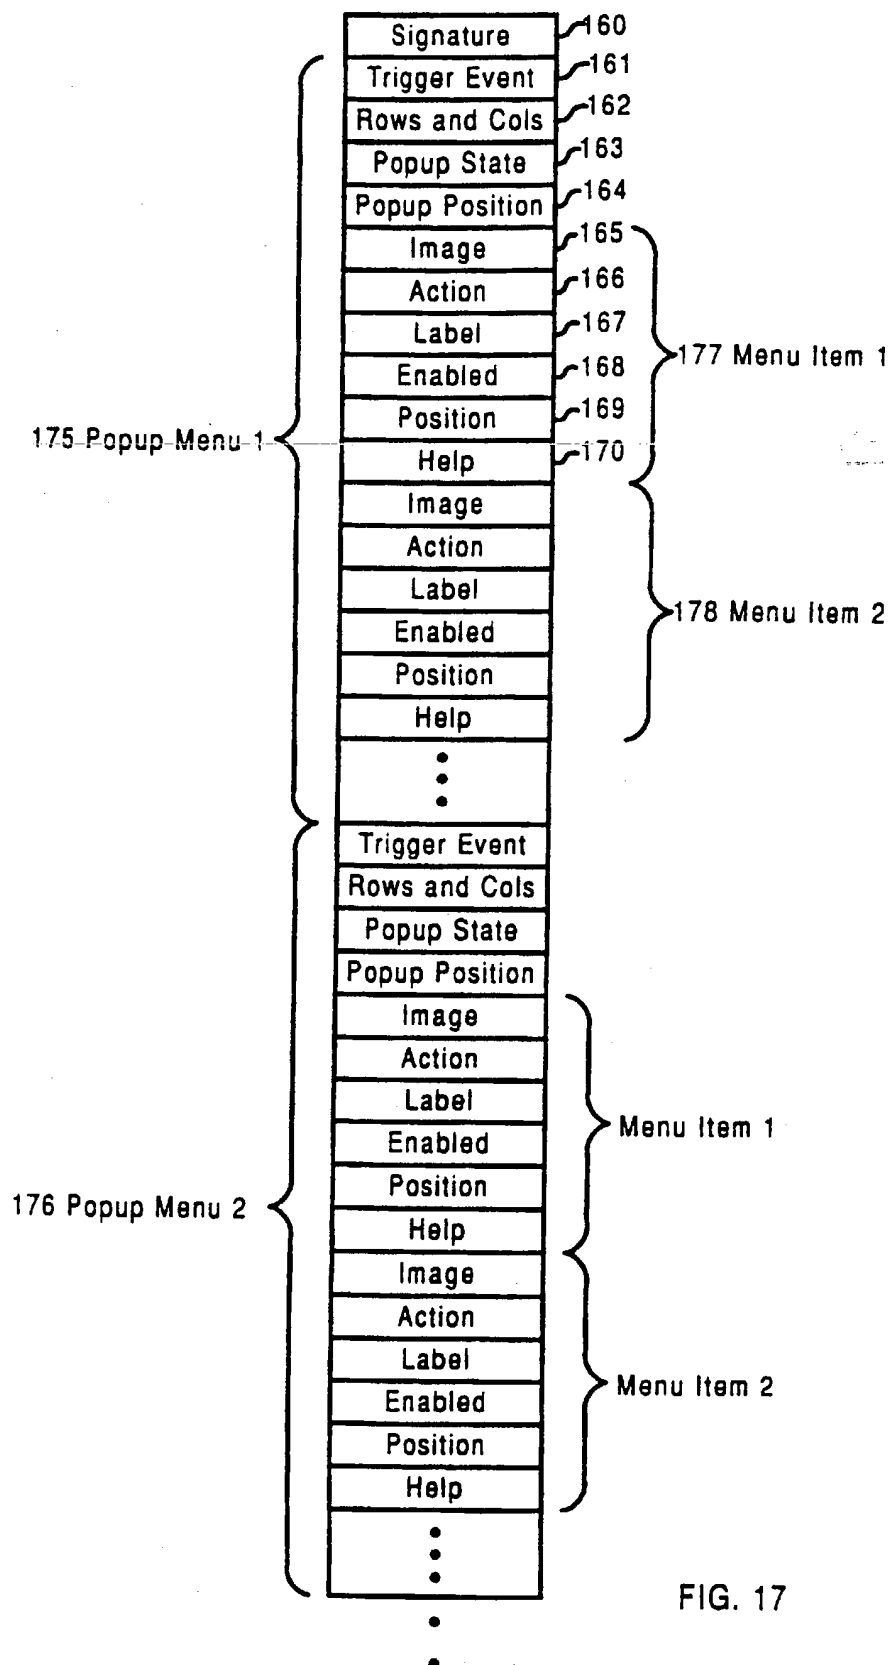 Signature 160
Trigger Event 161
Rows and Cols 162
Popup State 163
Popup Position 164
Image 165
Action 166
Label 167
177 Menu Item 1
Enabled 168
Position 169
175 Popup Menu 1
Help 170
Image
Action
Label
178 Menu Item 2
Enabled
Position
Help
Trigger Event
Rows and Cols
Popup State
Popup Position
Image
Action
Label
Enabled
Menu Item 1
Position
176 Popup Menu 2
Help
Image
Action
Label
Menu Item 2
Enabled
Position
Help
FIG. 17